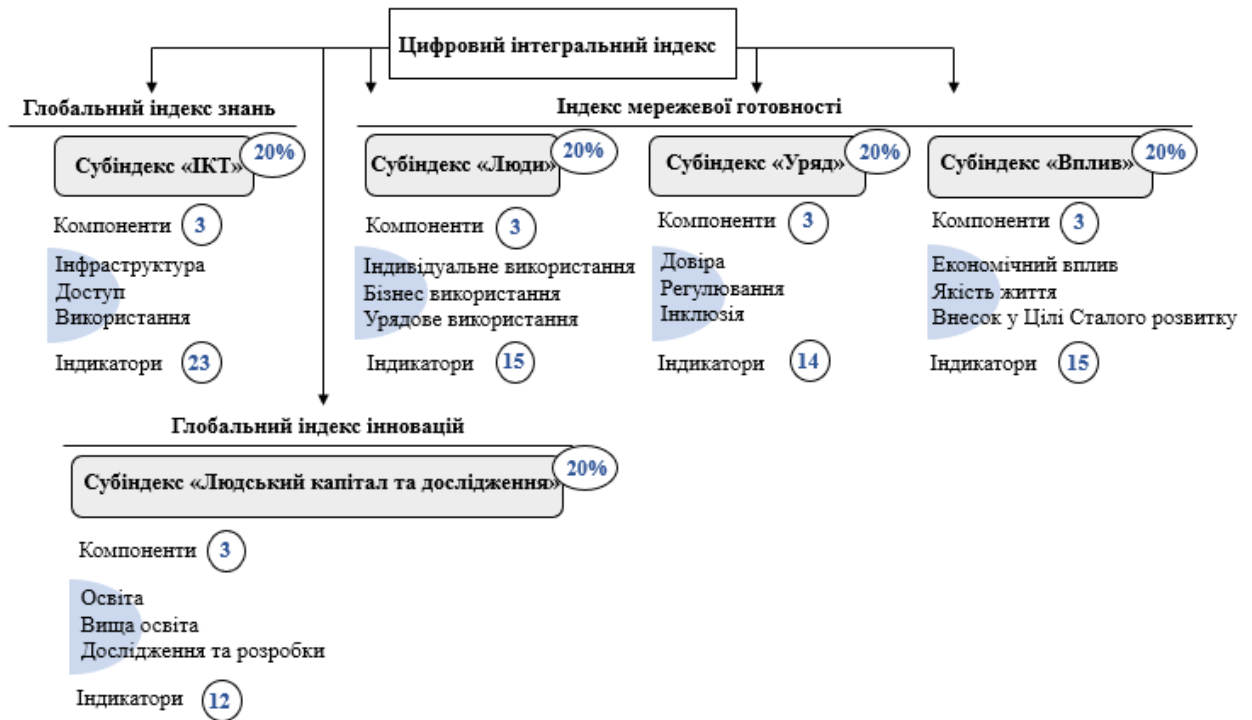 Цифровий інтегральний індекс
Глобальний індекс знань
Субіндекс «ІКТ»
20%
Компоненти 3
Інфраструктура
Доступ
Використання
Індикатори 23
Індекс мережевої готовності
Субіндекс «Люди»
20%
Компоненти 3
Індивідуальне використання
Бізнес використання
Урядове використання
Індикатори 15
Субіндекс «Уряд»
20%
Компоненти 3
Довіра
Регулювання
Інклюзія
Індикатори 14
Субіндекс «Вплив»
20%
Компоненти 3
Економічний вплив
Якість життя
Внесок у Цілі Сталого розвитку
Індикатори 15
Глобальний індекс інновацій
Субіндекс «Людський капітал та дослідження»
20%
Компоненти 3
Освіта
Вища освіта
Дослідження та розробки
Індикатори 12